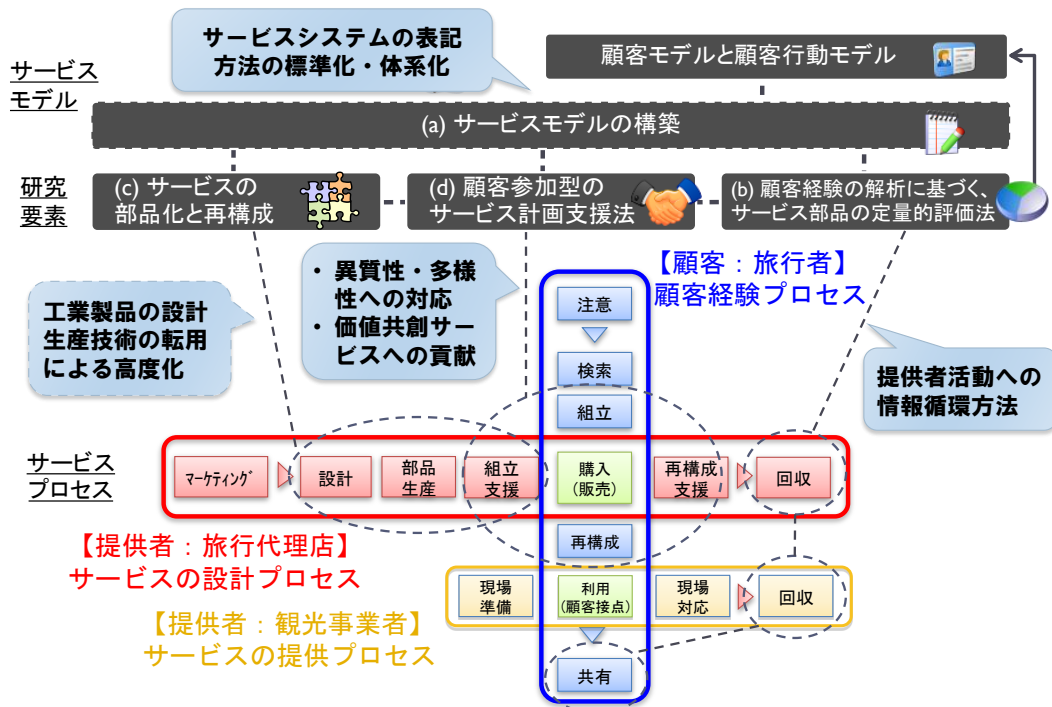 サービスシステムの表記
方法の標準化・体系化
顧客モデルと顧客行動モデル
サービス
モデル
(a) サービスモデルの構築
研究
要素
(c) サービスの
部品化と再構成
(d) 顧客参加型の
サービス計画支援法
(b) 顧客経験の解析に基づく、
サービス部品の定量的評価法
工業製品の設計
生産技術の転用
による高度化
・ 異質性・多様
性への対応
・ 価値共創サー
ビスへの貢献
【顧客：旅行者】
顧客経験プロセス
提供者活動への
情報循環方法
注意
検索
組立
サービス
プロセス
ﾏｰｹﾃｨﾝｸﾞ
設計
部品
生産
組立
支援
購入
(販売)
再構成
支援
回収
再構成
【提供者：旅行代理店】
サービスの設計プロセス
現場
準備
利用
(顧客接点)
現場
対応
回収
【提供者：観光事業者】
サービスの提供プロセス
共有